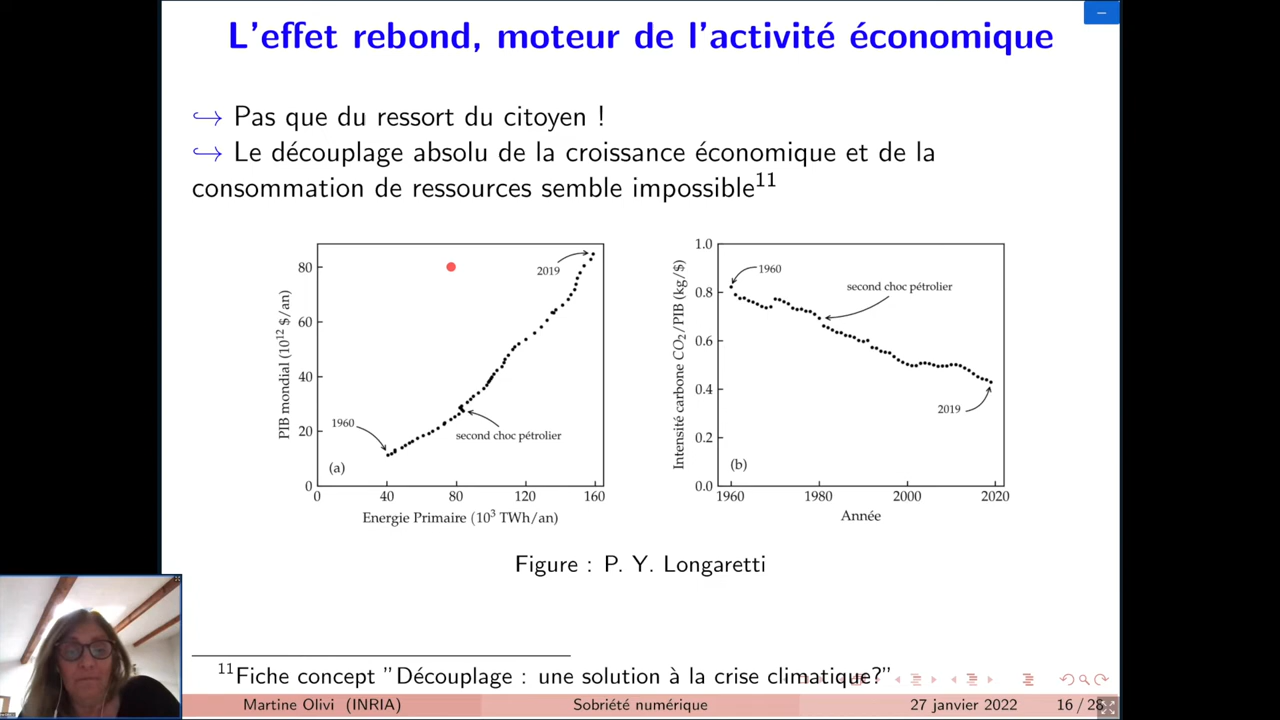 L'effet rebond, moteur de l'activité économique
↪ Pas que du ressort du citoyen !
↪ Le découplage absolu de la croissance économique et de la
consommation de ressources semble impossible¹¹
PIB mondial (10¹² $/an)
80
60
40
20
0
0
40
80
120
160
1960
second choc pétrolier
2019
(a)
Energie Primaire (10³ TWh/an)
Intensité carbone CO₂/PIB (kg/$)
1.0
0.8
0.6
0.4
0.2
0.0
1960
1980
2000
2020
1960
second choc pétrolier
2019
(b)
Année
Figure : P. Y. Longaretti
¹¹Fiche concept "Découplage : une solution à la crise climatique?"
Martine Olivi (INRIA)
Sobriété numérique
27 janvier 2022
16 / 28